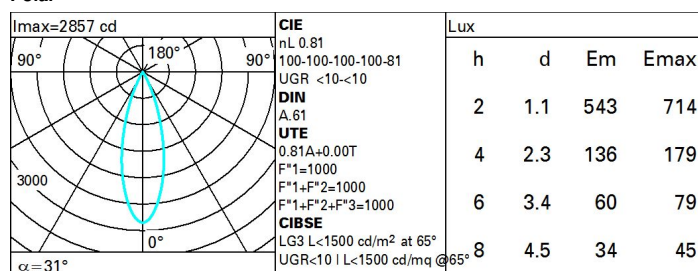 Imax=2857 cd
90° 180° 90°
3000
0°
α=31°
CIE
nL 0.81
100-100-100-100-81
UGR <10-<10
DIN
A.61
UTE
0.81A+0.00T
F"1=1000
F"1+F"2=1000
F"1+F"2+F"3=1000
CIBSE
LG3 L<1500 cd/m² at 65°
UGR<10 | L<1500 cd/mq @65°
Lux
h d Em Emax
2 1.1 543 714
4 2.3 136 179
6 3.4 60 79
8 4.5 34 45